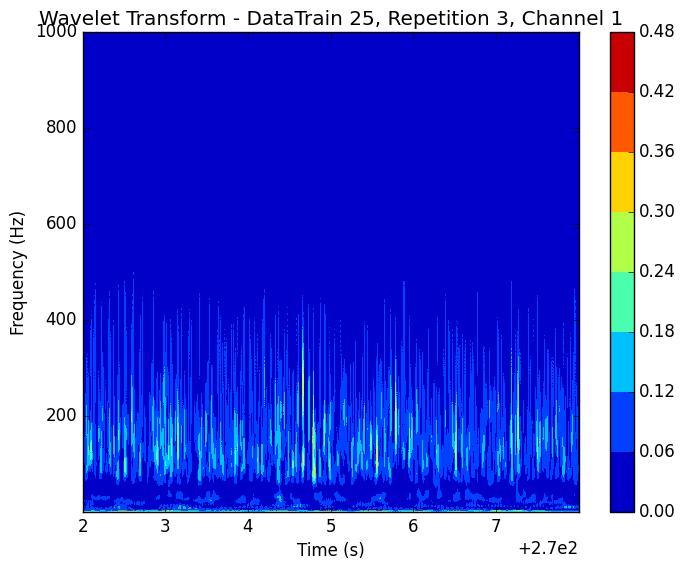 Wavelet Transform - DataTrain 25, Repetition 3, Channel 1
1000
800
600
400
200
Frequency (Hz)
2 3 4 5 6 7
+2.7e2
Time (s)
0.48
0.42
0.36
0.30
0.24
0.18
0.12
0.06
0.00